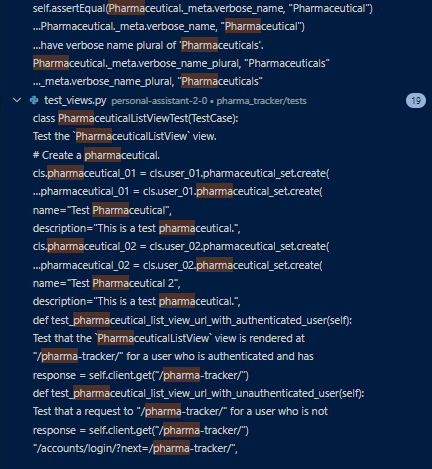 self.assertEqual(Pharmaceutical._meta.verbose_name, "Pharmaceutical")
...Pharmaceutical._meta.verbose_name, "Pharmaceutical")
...have verbose name plural of `Pharmaceuticals`.
Pharmaceutical._meta.verbose_name_plural, "Pharmaceuticals"
..._meta.verbose_name_plural, "Pharmaceuticals"
test_views.py personal-assistant-2-0 • pharma_tracker/tests 19
class PharmaceuticalListViewTest(TestCase):
Test the `PharmaceuticalListView` view.
# Create a pharmaceutical.
cls.pharmaceutical_01 = cls.user_01.pharmaceutical_set.create(
...pharmaceutical_01 = cls.user_01.pharmaceutical_set.create(
name="Test Pharmaceutical",
description="This is a test pharmaceutical.",
cls.pharmaceutical_02 = cls.user_02.pharmaceutical_set.create(
...pharmaceutical_02 = cls.user_02.pharmaceutical_set.create(
name="Test Pharmaceutical 2",
description="This is a test pharmaceutical.",
def test_pharmaceutical_list_view_url_with_authenticated_user(self):
Test that the `PharmaceuticalListView` view is rendered at
"/pharma-tracker/" for a user who is authenticated and has
response = self.client.get("/pharma-tracker/")
def test_pharmaceutical_list_view_url_with_unauthenticated_user(self):
Test that a request to "/pharma-tracker/" for a user who is not
response = self.client.get("/pharma-tracker/")
"/accounts/login/?next=/pharma-tracker/",